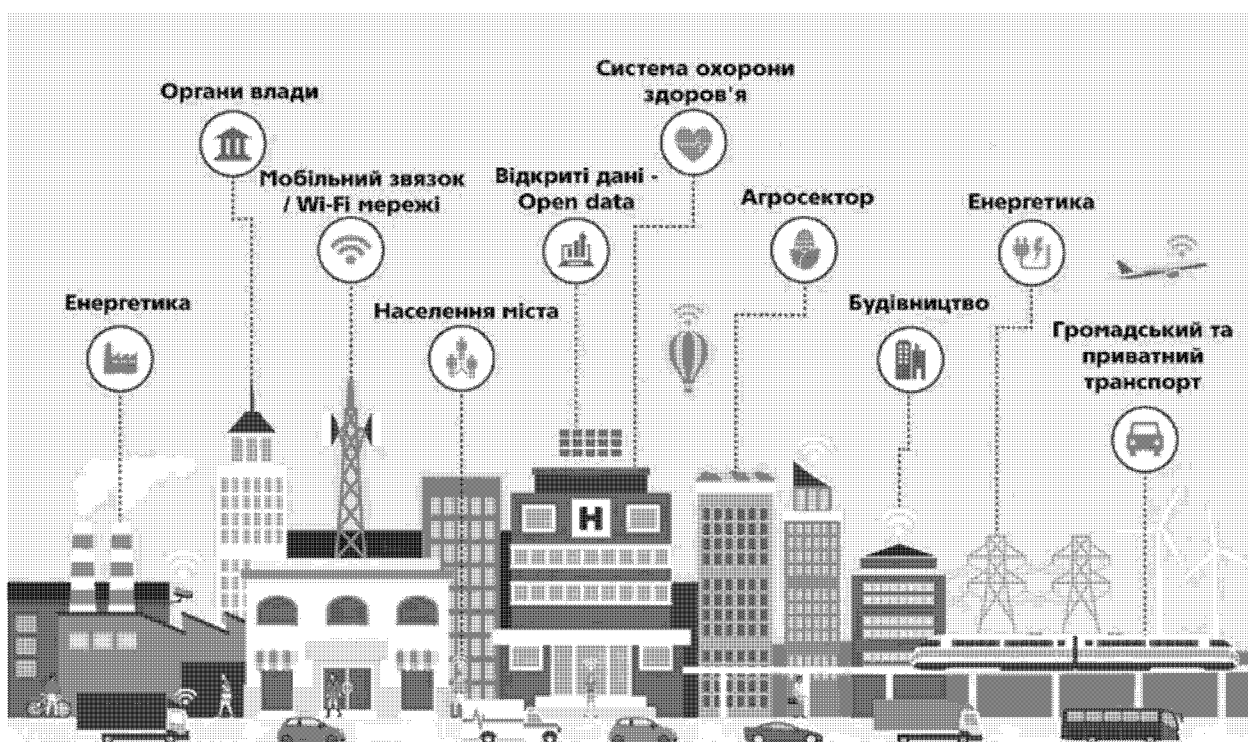 Система охорони
здоров'я
Органи влади
Мобільний звязок
/ Wi-Fi мережі
Відкриті дані -
Open data
Агросектор
Енергетика
Енергетика
Населення міста
Будівництво
Громадський та
приватний
транспорт
H